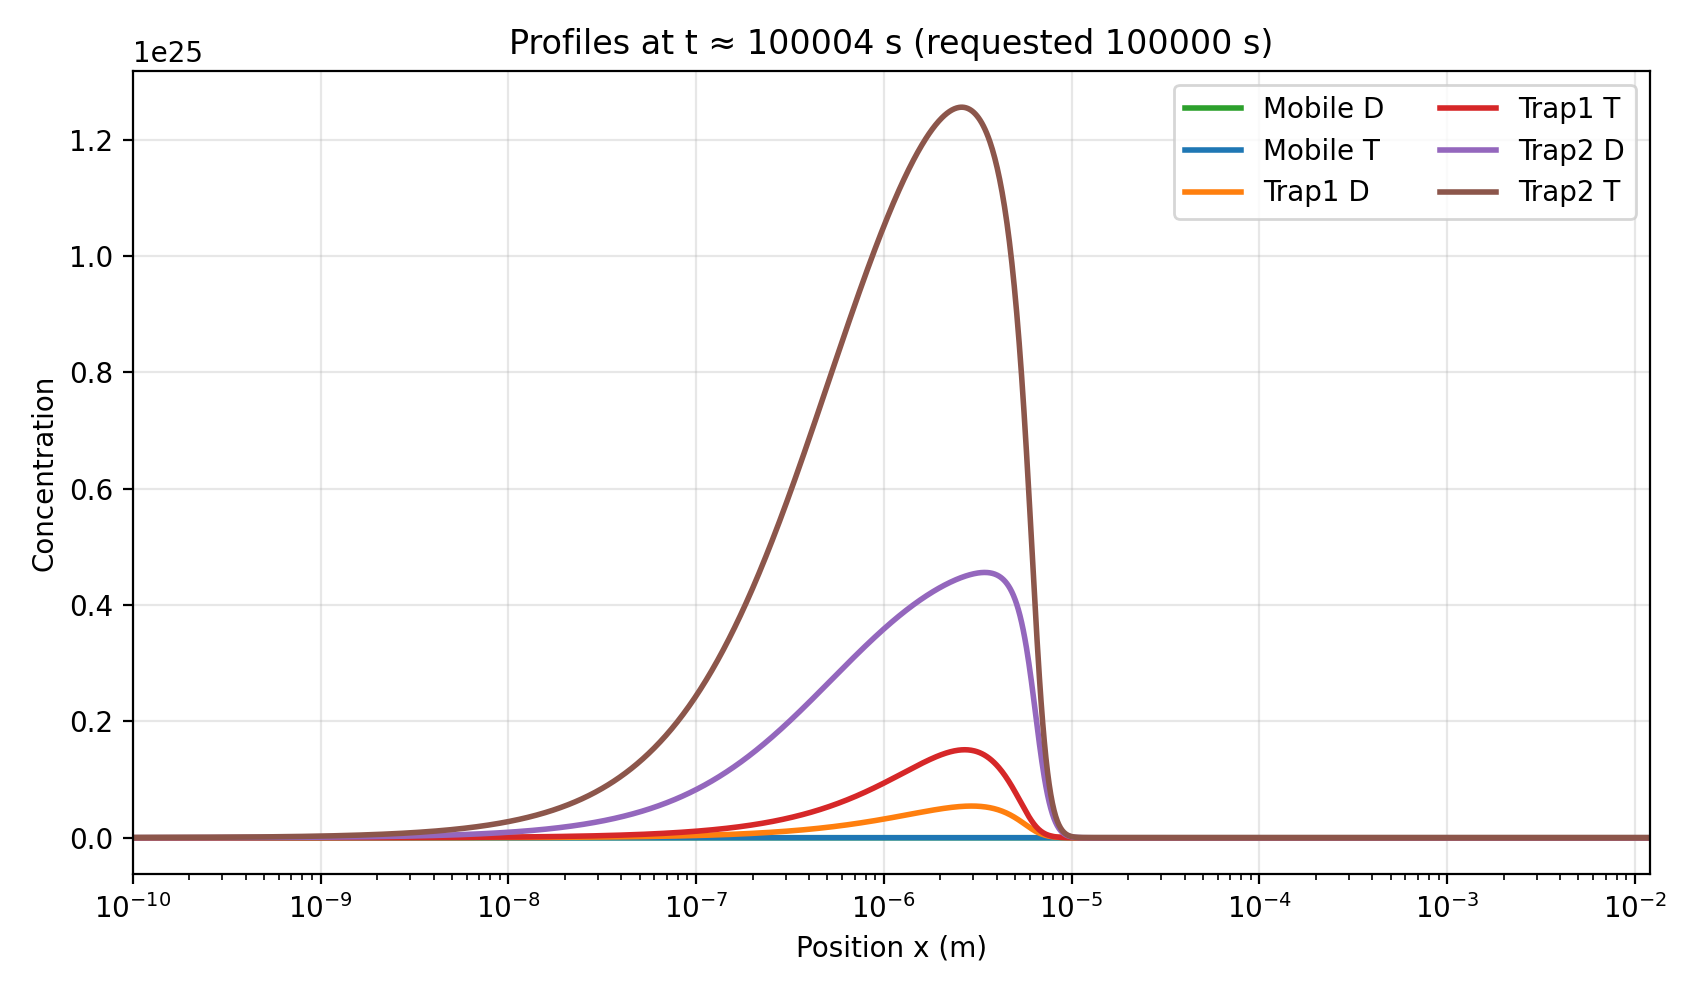 Profiles at t ≈ 100004 s (requested 100000 s)
1e25
Mobile D
Mobile T
Trap1 D
Trap1 T
Trap2 D
Trap2 T
Concentration
1.2
1.0
0.8
0.6
0.4
0.2
0.0
10⁻¹⁰ 10⁻⁹ 10⁻⁸ 10⁻⁷ 10⁻⁶ 10⁻⁵ 10⁻⁴ 10⁻³ 10⁻²
Position x (m)